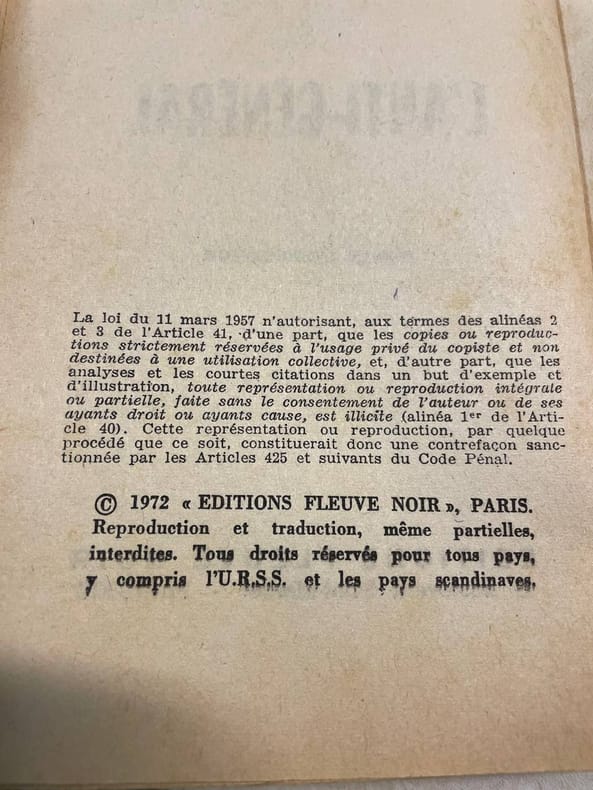 La loi du 11 mars 1957 n'autorisant, aux termes des alinéas 2
et 3 de l'Article 41, d'une part, que les copies ou reproduc-
tions strictement réservées à l'usage privé du copiste et non
destinées à une utilisation collective, et, d'autre part, que les
analyses et les courtes citations dans un but d'exemple et
d'illustration, toute représentation ou reproduction intégrale
ou partielle, faite sans le consentement de l'auteur ou de ses
ayants droit ou ayants cause, est illicite (alinéa 1er de l'Arti-
cle 40). Cette représentation ou reproduction, par quelque
procédé que ce soit, constituerait donc une contrefaçon sanc-
tionnée par les Articles 425 et suivants du Code Pénal.
© 1972 « EDITIONS FLEUVE NOIR », PARIS.
Reproduction et traduction, même partielles,
interdites. Tous droits réservés pour tous pays,
y compris l'U.R.S.S. et les pays scandinaves.